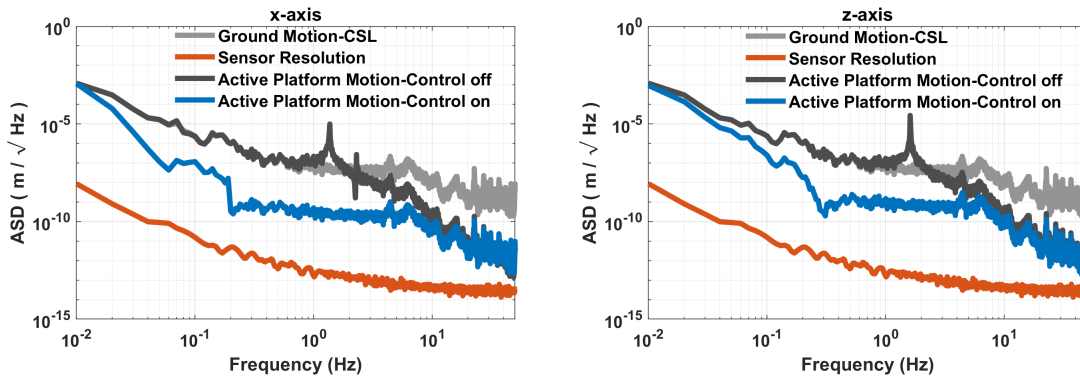 x-axis
10^0
10^-5
10^-10
10^-15
ASD ( m / √ Hz )
Ground Motion-CSL
Sensor Resolution
Active Platform Motion-Control off
Active Platform Motion-Control on
10^-2
10^-1
10^0
10^1
Frequency (Hz)
z-axis
10^0
10^-5
10^-10
10^-15
ASD ( m / √ Hz )
Ground Motion-CSL
Sensor Resolution
Active Platform Motion-Control off
Active Platform Motion-Control on
10^-2
10^-1
10^0
10^1
Frequency (Hz)